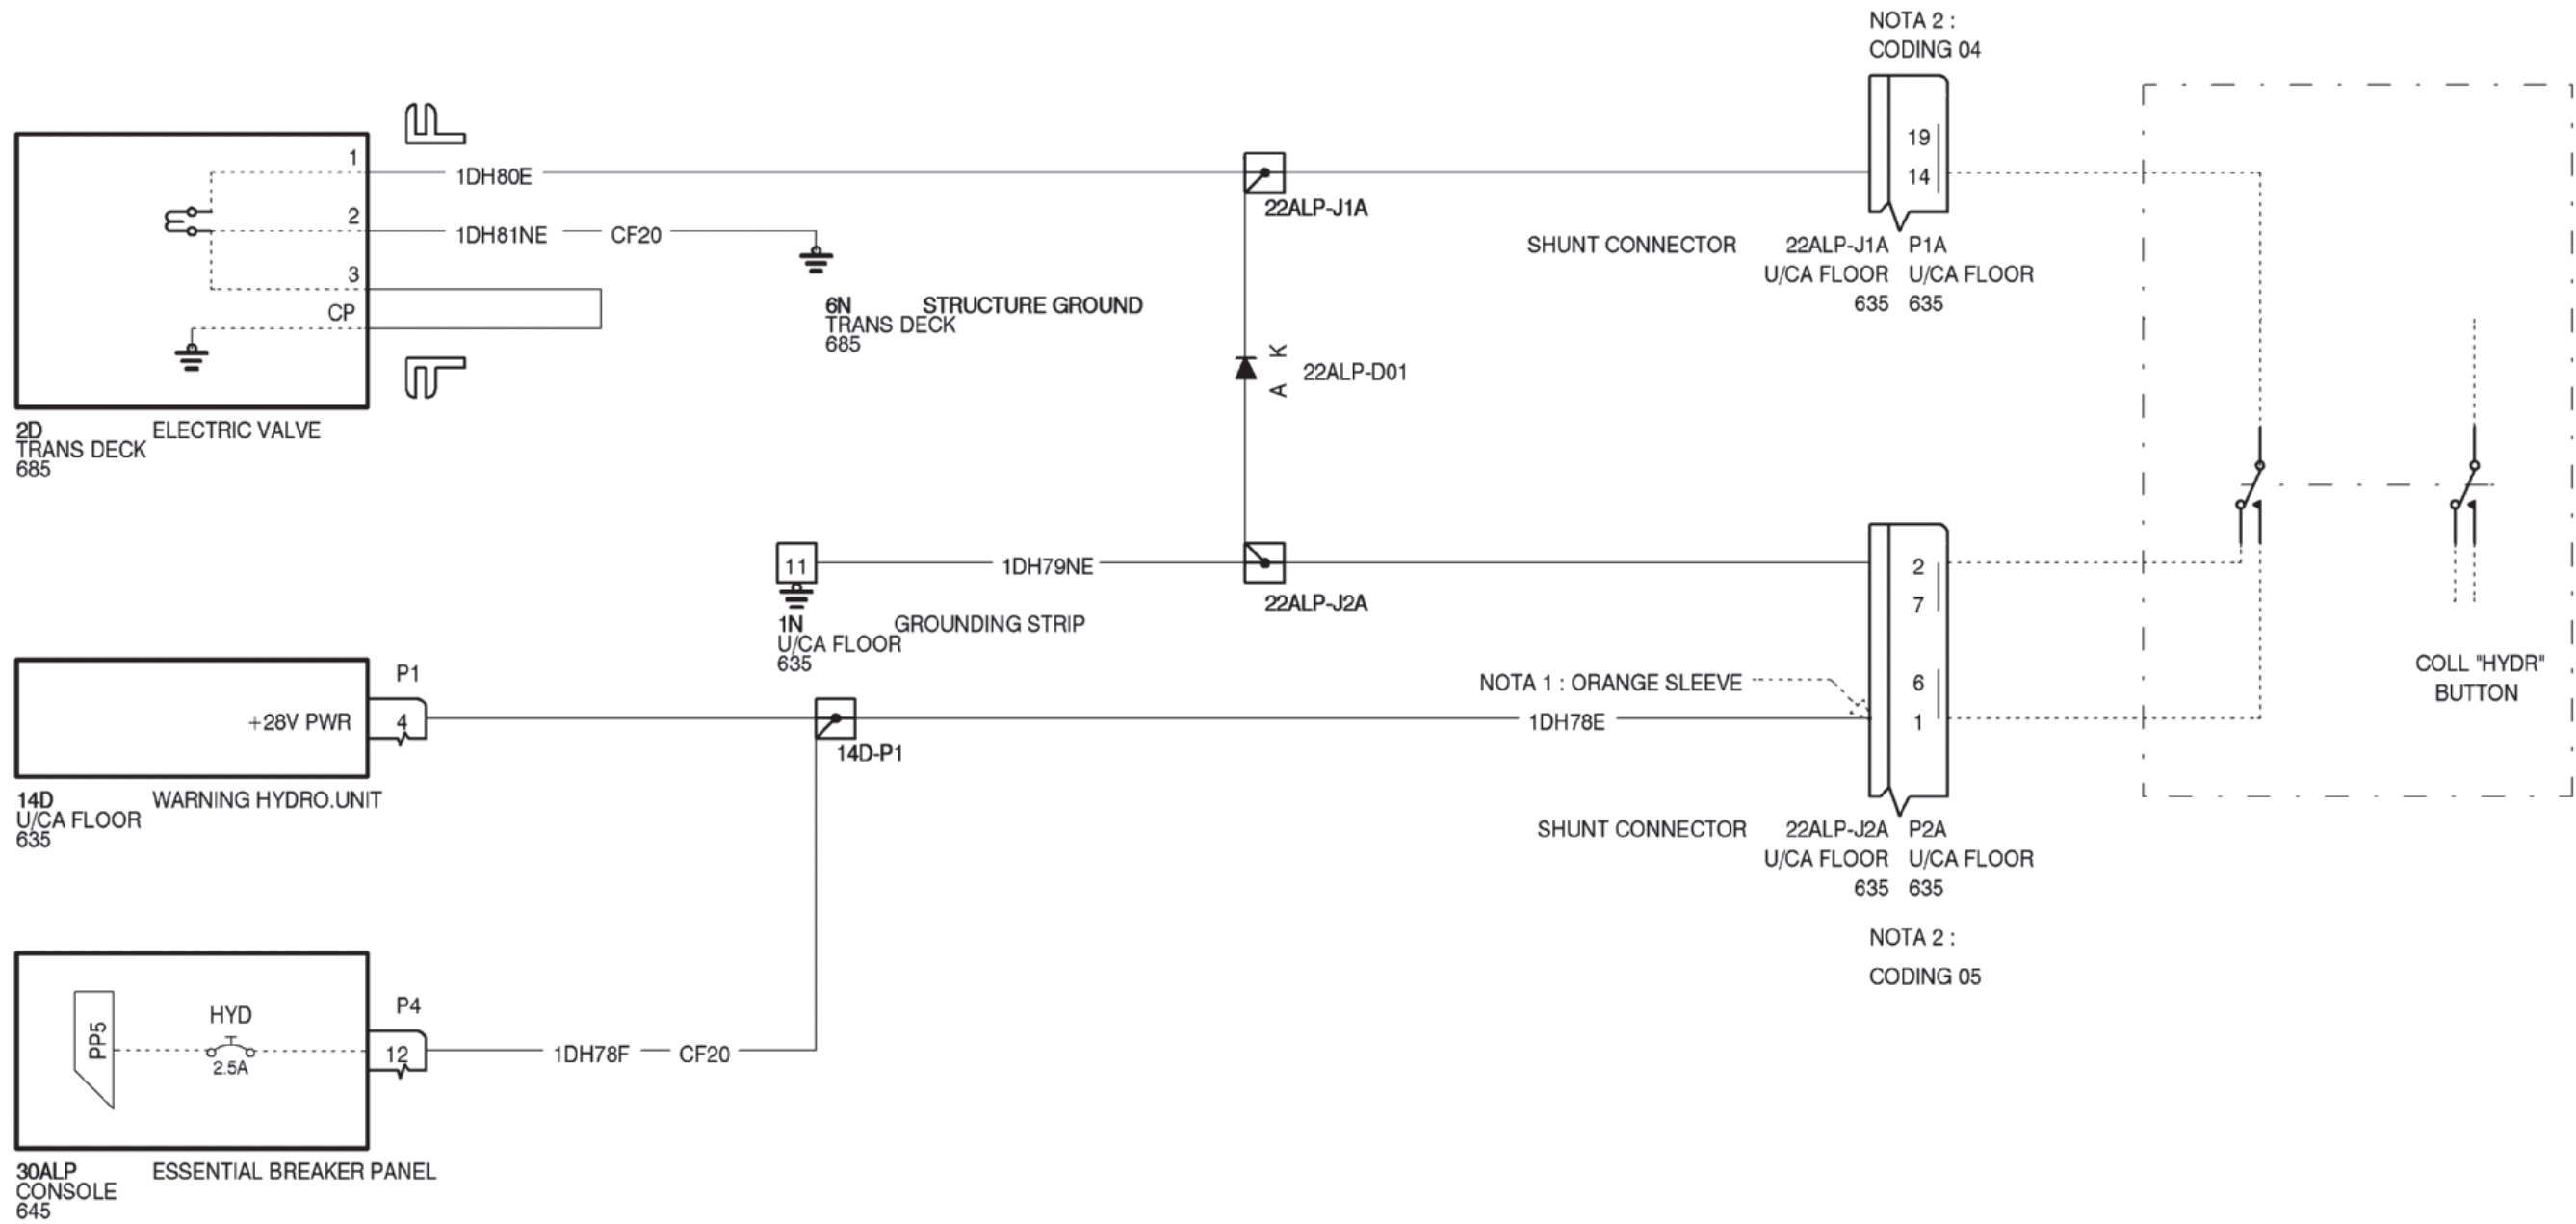 NOTA 2 :
CODING 04
19
14
1
1DH80E
22ALP-J1A
2
1DH81NE
CF20
3
CP
6N STRUCTURE GROUND
TRANS DECK
685
SHUNT CONNECTOR 22ALP-J1A P1A
U/CA FLOOR U/CA FLOOR
635 635
K
A
22ALP-D01
2D ELECTRIC VALVE
TRANS DECK
685
11
1DH79NE
22ALP-J2A
1N GROUNDING STRIP
U/CA FLOOR
635
2
7
6
1
NOTA 1 : ORANGE SLEEVE
1DH78E
COLL "HYDR"
BUTTON
P1
+28V PWR
4
14D-P1
14D WARNING HYDRO.UNIT
U/CA FLOOR
635
SHUNT CONNECTOR 22ALP-J2A P2A
U/CA FLOOR U/CA FLOOR
635 635
NOTA 2 :
CODING 05
PP5
HYD
2.5A
P4
12
1DH78F
CF20
30ALP ESSENTIAL BREAKER PANEL
CONSOLE
645